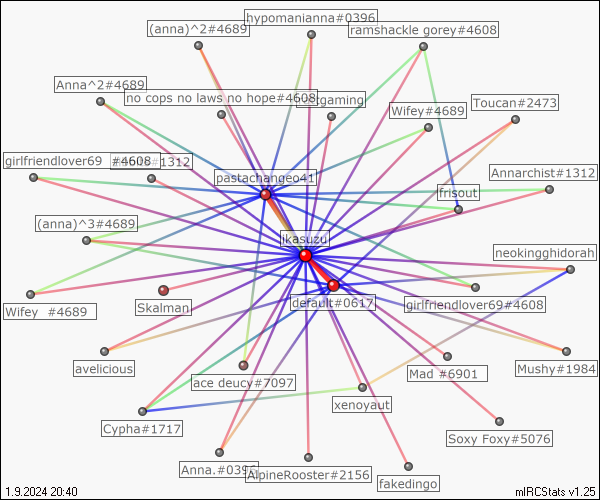 hypomanianna#0396
(anna)^2#4689
ramshackle gorey#4608
Anna^2#4689
no cops no laws no hope#4608
gaming
Wifey#4689
Toucan#2473
girlfriendlover69 #4608
#1312
pastachangeo41
Annarchist#1312
frisout
(anna)^3#4689
jkasuzu
neokingghidorah
Wifey #4689
Skalman
default#0617
girlfriendlover69#4608
avelicious
ace deucy#7097
Mad #6901
Mushy#1984
xenoyaut
Cypha#1717
Soxy Foxy#5076
Anna.#0396
AlpineRooster#2156
fakedingo
1.9.2024 20:40
mIRCStats v1.25